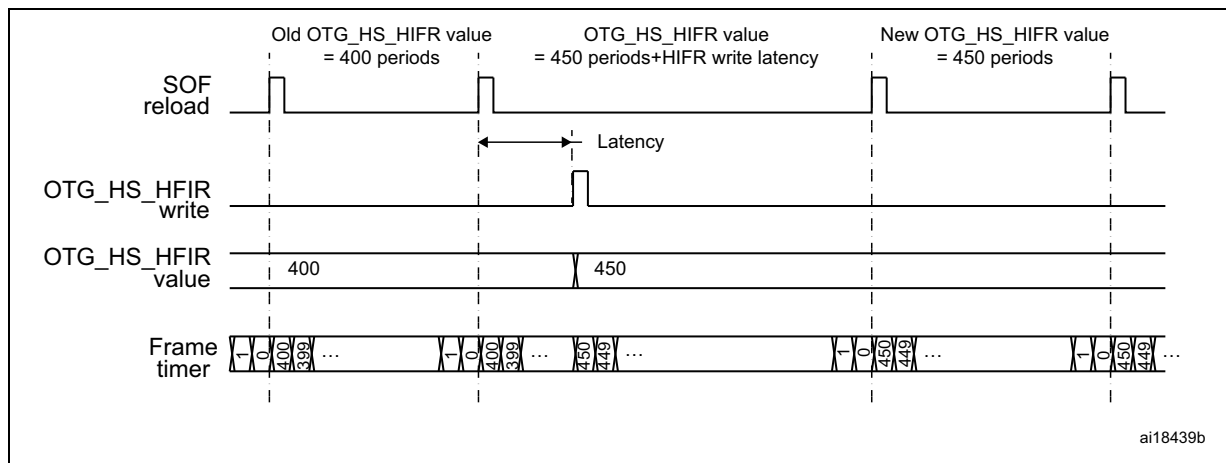 Old OTG_HS_HIFR value
= 400 periods
OTG_HS_HIFR value
= 450 periods+HIFR write latency
New OTG_HS_HIFR value
= 450 periods
SOF
reload
Latency
OTG_HS_HFIR
write
OTG_HS_HFIR
value
400
450
Frame
timer
1 0 400 399 ... 1 0 400 399 ... 450 449 ... 1 0 450 449 ... 1 0 450 449 ...
ai18439b